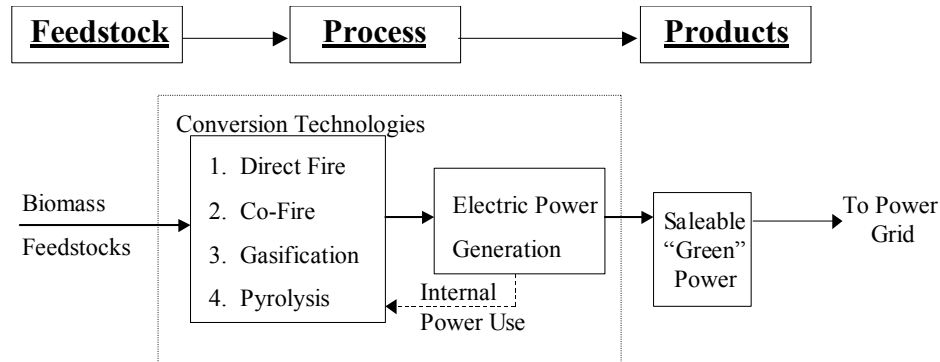 Feedstock
Process
Products
Conversion Technologies
1. Direct Fire
2. Co-Fire
3. Gasification
4. Pyrolysis
Biomass
Feedstocks
Electric Power
Generation
Internal
Power Use
Saleable
“Green”
Power
To Power
Grid